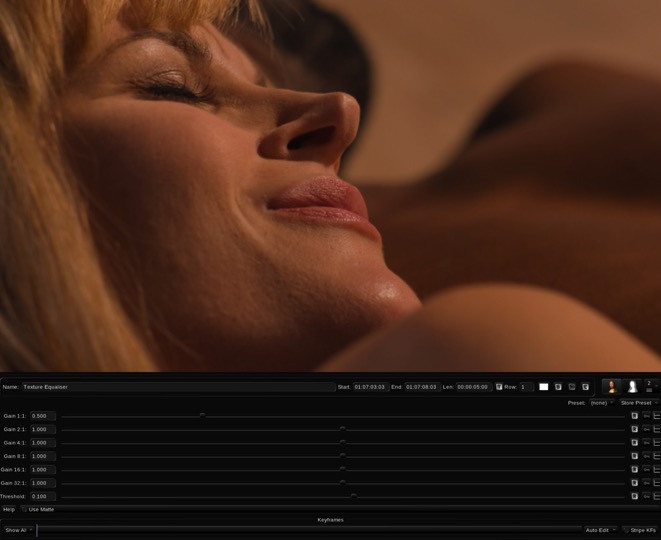 Name: Texture Equaliser Start: 01:07:03:03 End: 01:07:08:03 Len: 00:00:05:00 Row: 1 2
Preset: (none) Store Preset
Gain 1:1: 0.500
Gain 2:1: 1.000
Gain 4:1: 1.000
Gain 8:1: 1.000
Gain 16:1: 1.000
Gain 32:1: 1.000
Threshold: 0.100
Help Use Matte
Keyframes
Show All Auto Edit Stripe KFs